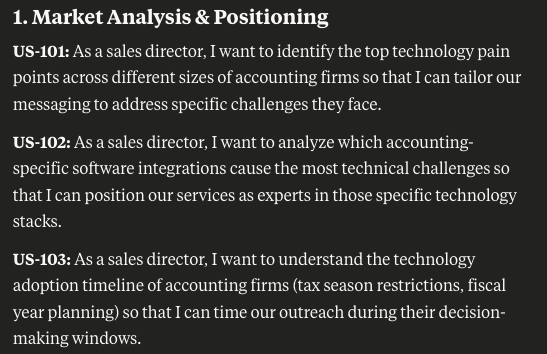 1. Market Analysis & Positioning
US-101: As a sales director, I want to identify the top technology pain
points across different sizes of accounting firms so that I can tailor our
messaging to address specific challenges they face.
US-102: As a sales director, I want to analyze which accounting-
specific software integrations cause the most technical challenges so
that I can position our services as experts in those specific technology
stacks.
US-103: As a sales director, I want to understand the technology
adoption timeline of accounting firms (tax season restrictions, fiscal
year planning) so that I can time our outreach during their decision-
making windows.